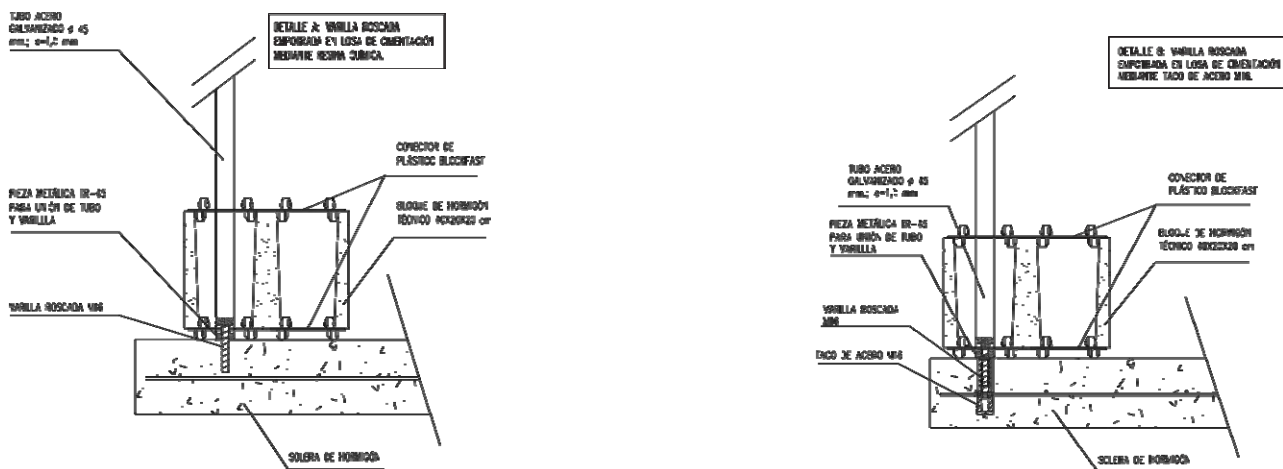 TUBO ACERO
GALVANIZADO ø 45
mm.; e=1,2 mm
DETALLE A: VARILLA ROSCADA
EMPOTRADA EN LOSA DE CIMENTACIÓN
MEDIANTE RESINA QUÍMICA.
CONECTOR DE
PLÁSTICO BLOCKFAST
PIEZA METÁLICA BR-45
PARA UNIÓN DE TUBO
Y VARILLA
BLOQUE DE HORMIGÓN
TÉCNICO 40X20X20 cm
VARILLA ROSCADA M16
SOLERA DE HORMIGÓN
DETALLE B: VARILLA ROSCADA
EMPOTRADA EN LOSA DE CIMENTACIÓN
MEDIANTE TACO DE ACERO M16.
TUBO ACERO
GALVANIZADO ø 45
mm.; e=1,2 mm
CONECTOR DE
PLÁSTICO BLOCKFAST
PIEZA METÁLICA BR-45
PARA UNIÓN DE TUBO
Y VARILLA
BLOQUE DE HORMIGÓN
TÉCNICO 40X20X20 cm
VARILLA ROSCADA
M16
TACO DE ACERO M16
SOLERA DE HORMIGÓN